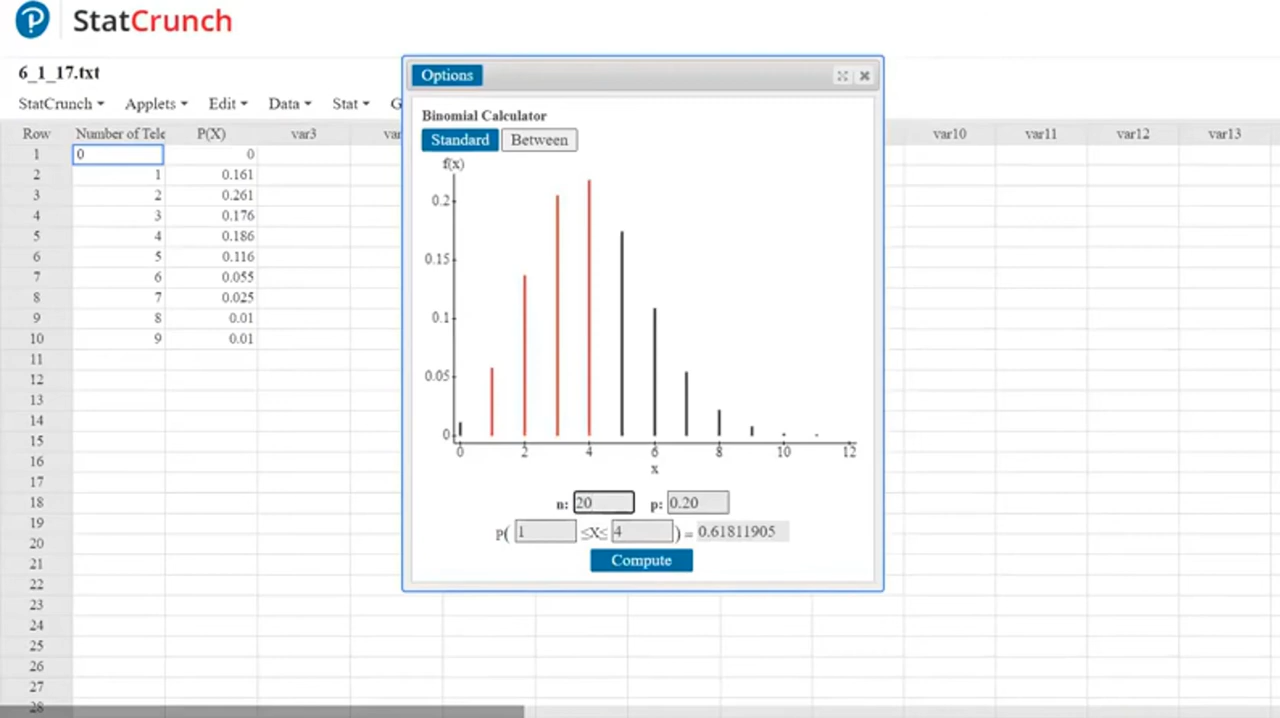 StatCrunch
6_1_17.txt
StatCrunch Applets Edit Data Stat G
Row Number of Tele P(X) var3 var var10 var11 var12 var13
1 0 0
2 1 0.161
3 2 0.261
4 3 0.176
5 4 0.186
6 5 0.116
7 6 0.055
8 7 0.025
9 8 0.01
10 9 0.01
11
12
13
14
15
16
17
18
19
20
21
22
23
24
25
26
27
28
Options
Binomial Calculator
Standard Between
f(x)
0.2
0.15
0.1
0.05
0
0 2 4 6 8 10 12
x
n: 20 p: 0.20
P( 1 ≤X≤ 4 ) = 0.61811905
Compute